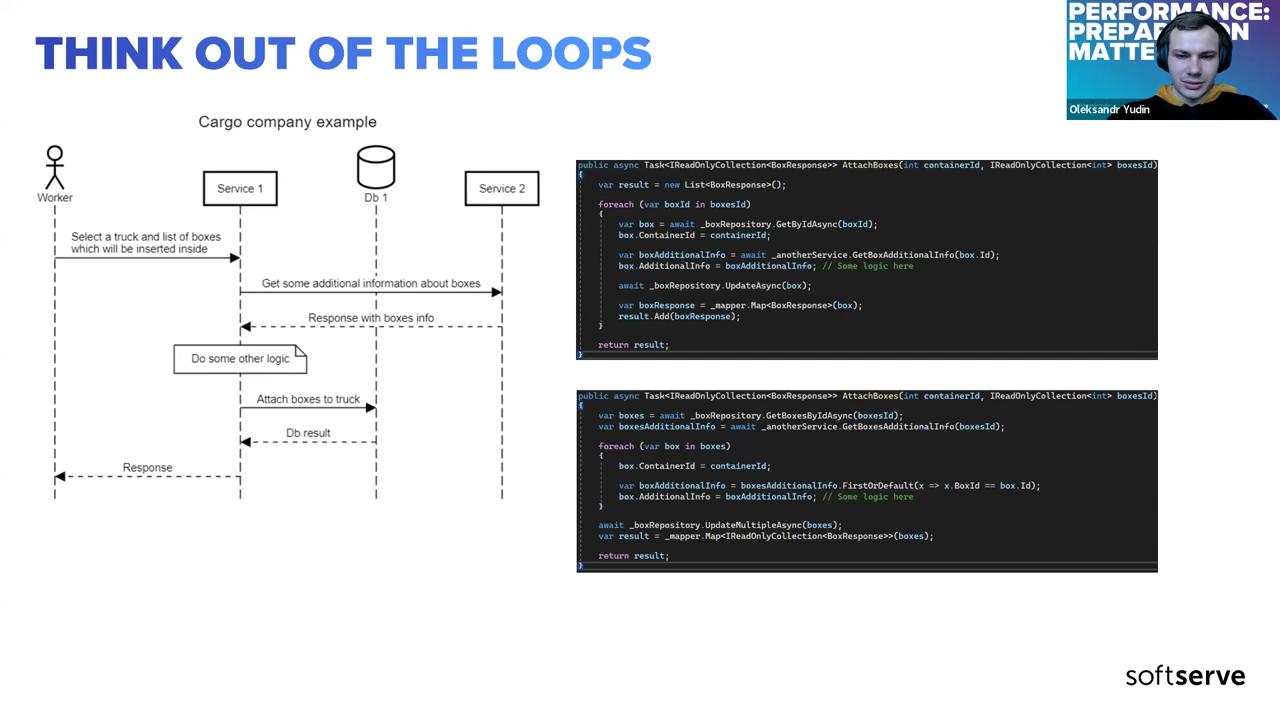 THINK OUT OF THE LOOPS
PERFORMANCE:
PREPARATION
MATTE
Oleksandr Yudin
Cargo company example
Worker
Service 1
Db 1
Service 2
Select a truck and list of boxes
which will be inserted inside
Get some additional information about boxes
Response with boxes info
Do some other logic
Attach boxes to truck
Db result
Response
public async Task<IReadOnlyCollection<BoxResponse>> AttachBoxes(int containerId, IReadOnlyCollection<int> boxesId)
{
var result = new List<BoxResponse>();
foreach (var boxId in boxesId)
{
var box = await _boxRepository.GetByIdAsync(boxId);
box.ContainerId = containerId;
var boxAdditionalInfo = await _anotherService.GetBoxAdditionalInfo(box.Id);
box.AdditionalInfo = boxAdditionalInfo; // Some logic here
await _boxRepository.UpdateAsync(box);
var boxResponse = _mapper.Map<BoxResponse>(box);
result.Add(boxResponse);
}
return result;
}
public async Task<IReadOnlyCollection<BoxResponse>> AttachBoxes(int containerId, IReadOnlyCollection<int> boxesId)
{
var boxes = await _boxRepository.GetBoxesByIdAsync(boxesId);
var boxesAdditionalInfo = await _anotherService.GetBoxesAdditionalInfo(boxesId);
foreach (var box in boxes)
{
box.ContainerId = containerId;
var boxAdditionalInfo = boxesAdditionalInfo.FirstOrDefault(x => x.BoxId == box.Id);
box.AdditionalInfo = boxAdditionalInfo; // Some logic here
}
await _boxRepository.UpdateMultipleAsync(boxes);
var result = _mapper.Map<IReadOnlyCollection<BoxResponse>>(boxes);
return result;
}
softserve